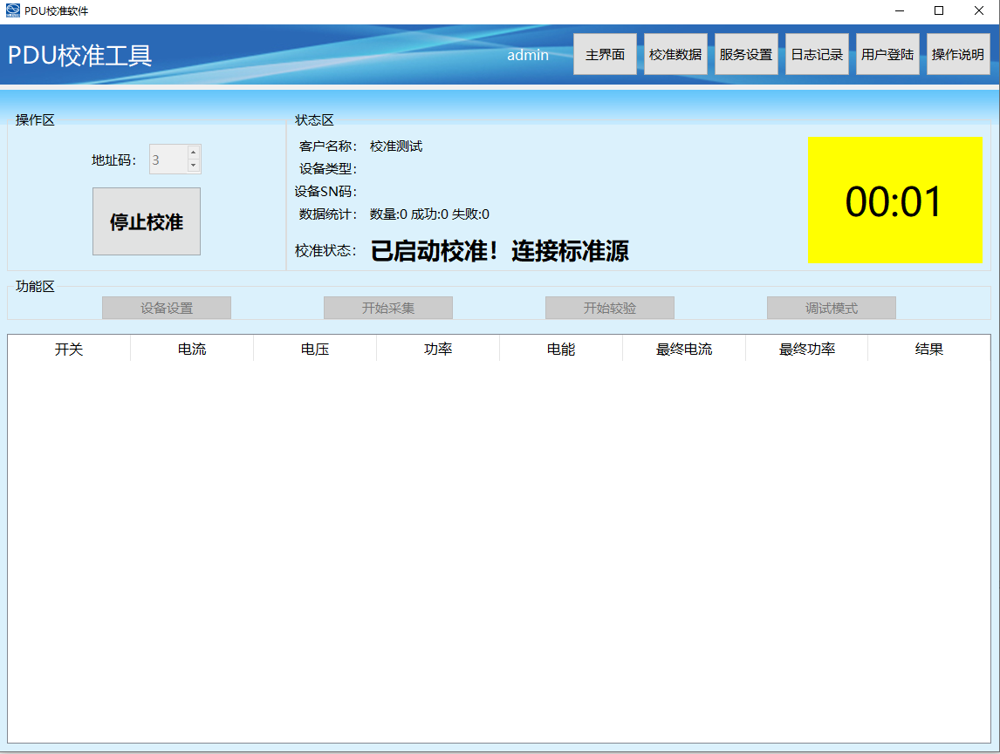 PDU校准软件
PDU校准工具 admin 主界面 校准数据 服务设置 日志记录 用户登陆 操作说明
操作区
地址码： 3
停止校准
状态区
客户名称： 校准测试
设备类型：
设备SN码：
数据统计： 数量:0 成功:0 失败:0
校准状态： 已启动校准！连接标准源
00:01
功能区
设备设置 开始采集 开始较验 调试模式
开关 电流 电压 功率 电能 最终电流 最终功率 结果